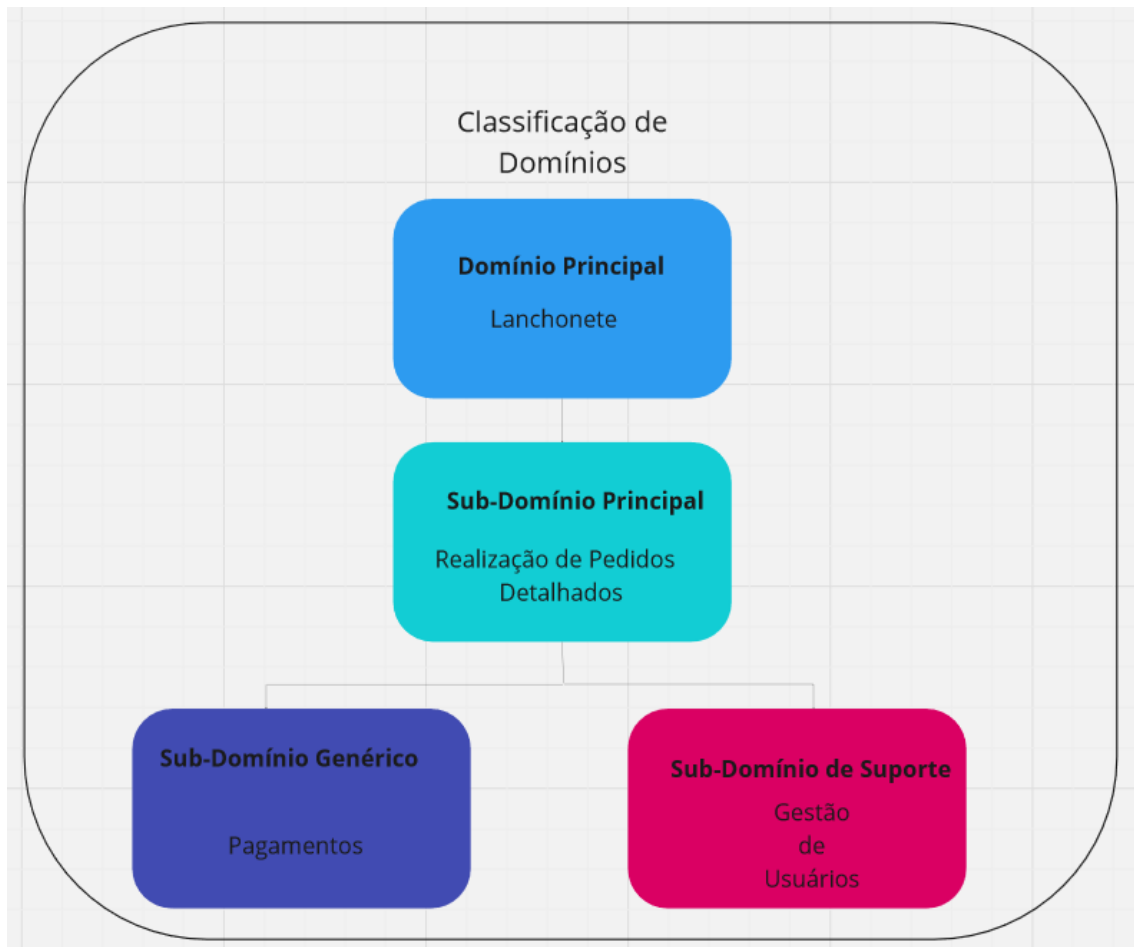 Classificação de
Domínios
Domínio Principal
Lanchonete
Sub-Domínio Principal
Realização de Pedidos
Detalhados
Sub-Domínio Genérico
Pagamentos
Sub-Domínio de Suporte
Gestão
de
Usuários